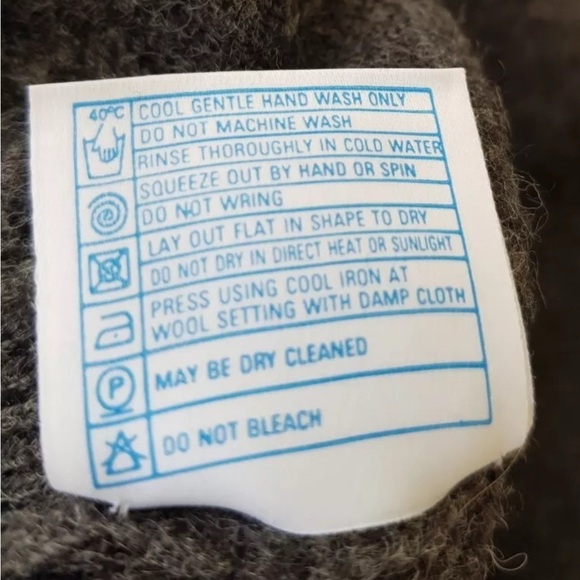 40°C
COOL GENTLE HAND WASH ONLY
DO NOT MACHINE WASH
RINSE THOROUGHLY IN COLD WATER
SQUEEZE OUT BY HAND OR SPIN
DO NOT WRING
LAY OUT FLAT IN SHAPE TO DRY
DO NOT DRY IN DIRECT HEAT OR SUNLIGHT
PRESS USING COOL IRON AT
WOOL SETTING WITH DAMP CLOTH
P
MAY BE DRY CLEANED
DO NOT BLEACH